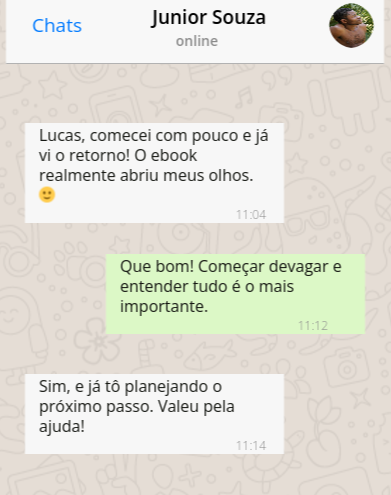 Chats
Junior Souza
online
Lucas, comecei com pouco e já
vi o retorno! O ebook
realmente abriu meus olhos.
🙂
11:04
Que bom! Começar devagar e
entender tudo é o mais
importante.
11:12
Sim, e já tô planejando o
próximo passo. Valeu pela
ajuda!
11:14